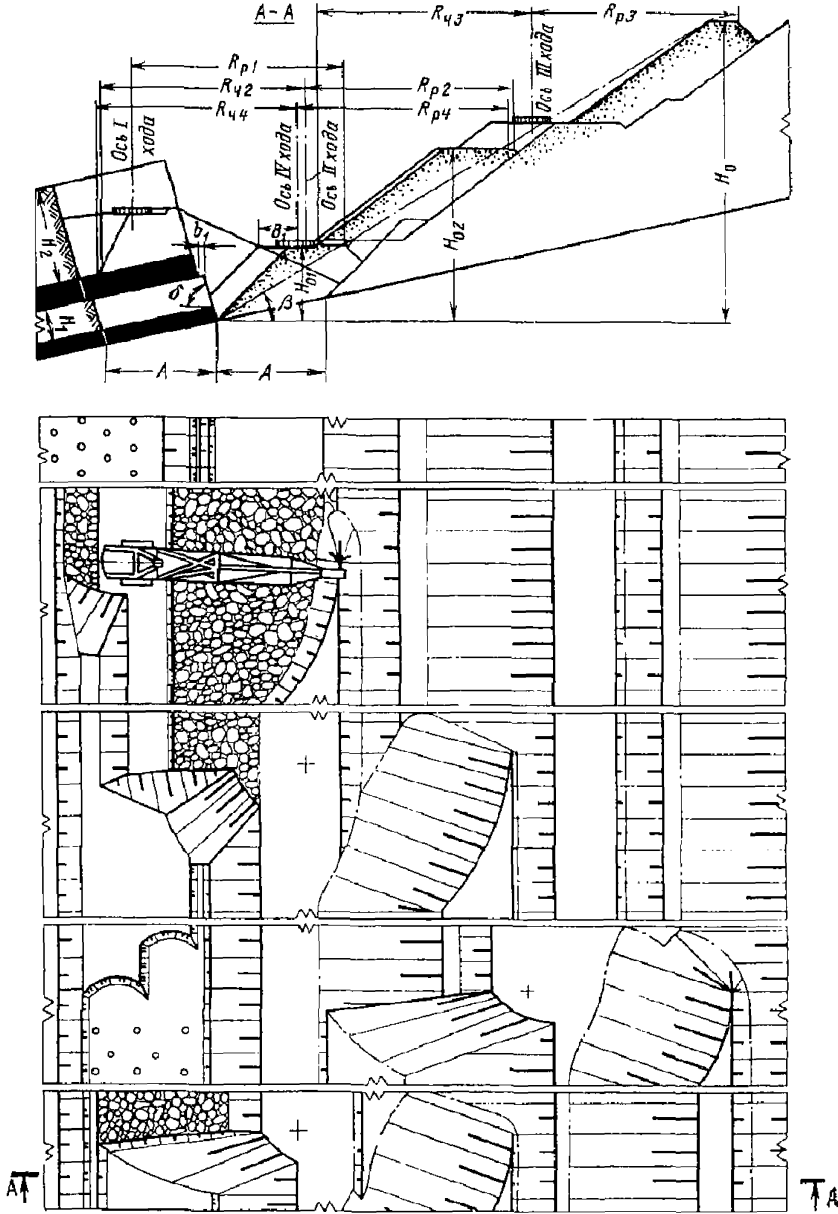 А-А
Rч3
Rр3
Rр1
Rч2
Rр2
Rч4
Rр4
Ось I хода
Ось IV хода
Ось II хода
Ось III хода
H2
b1
B1
H01
H02
H0
δ
β
H1
A
A
А
А